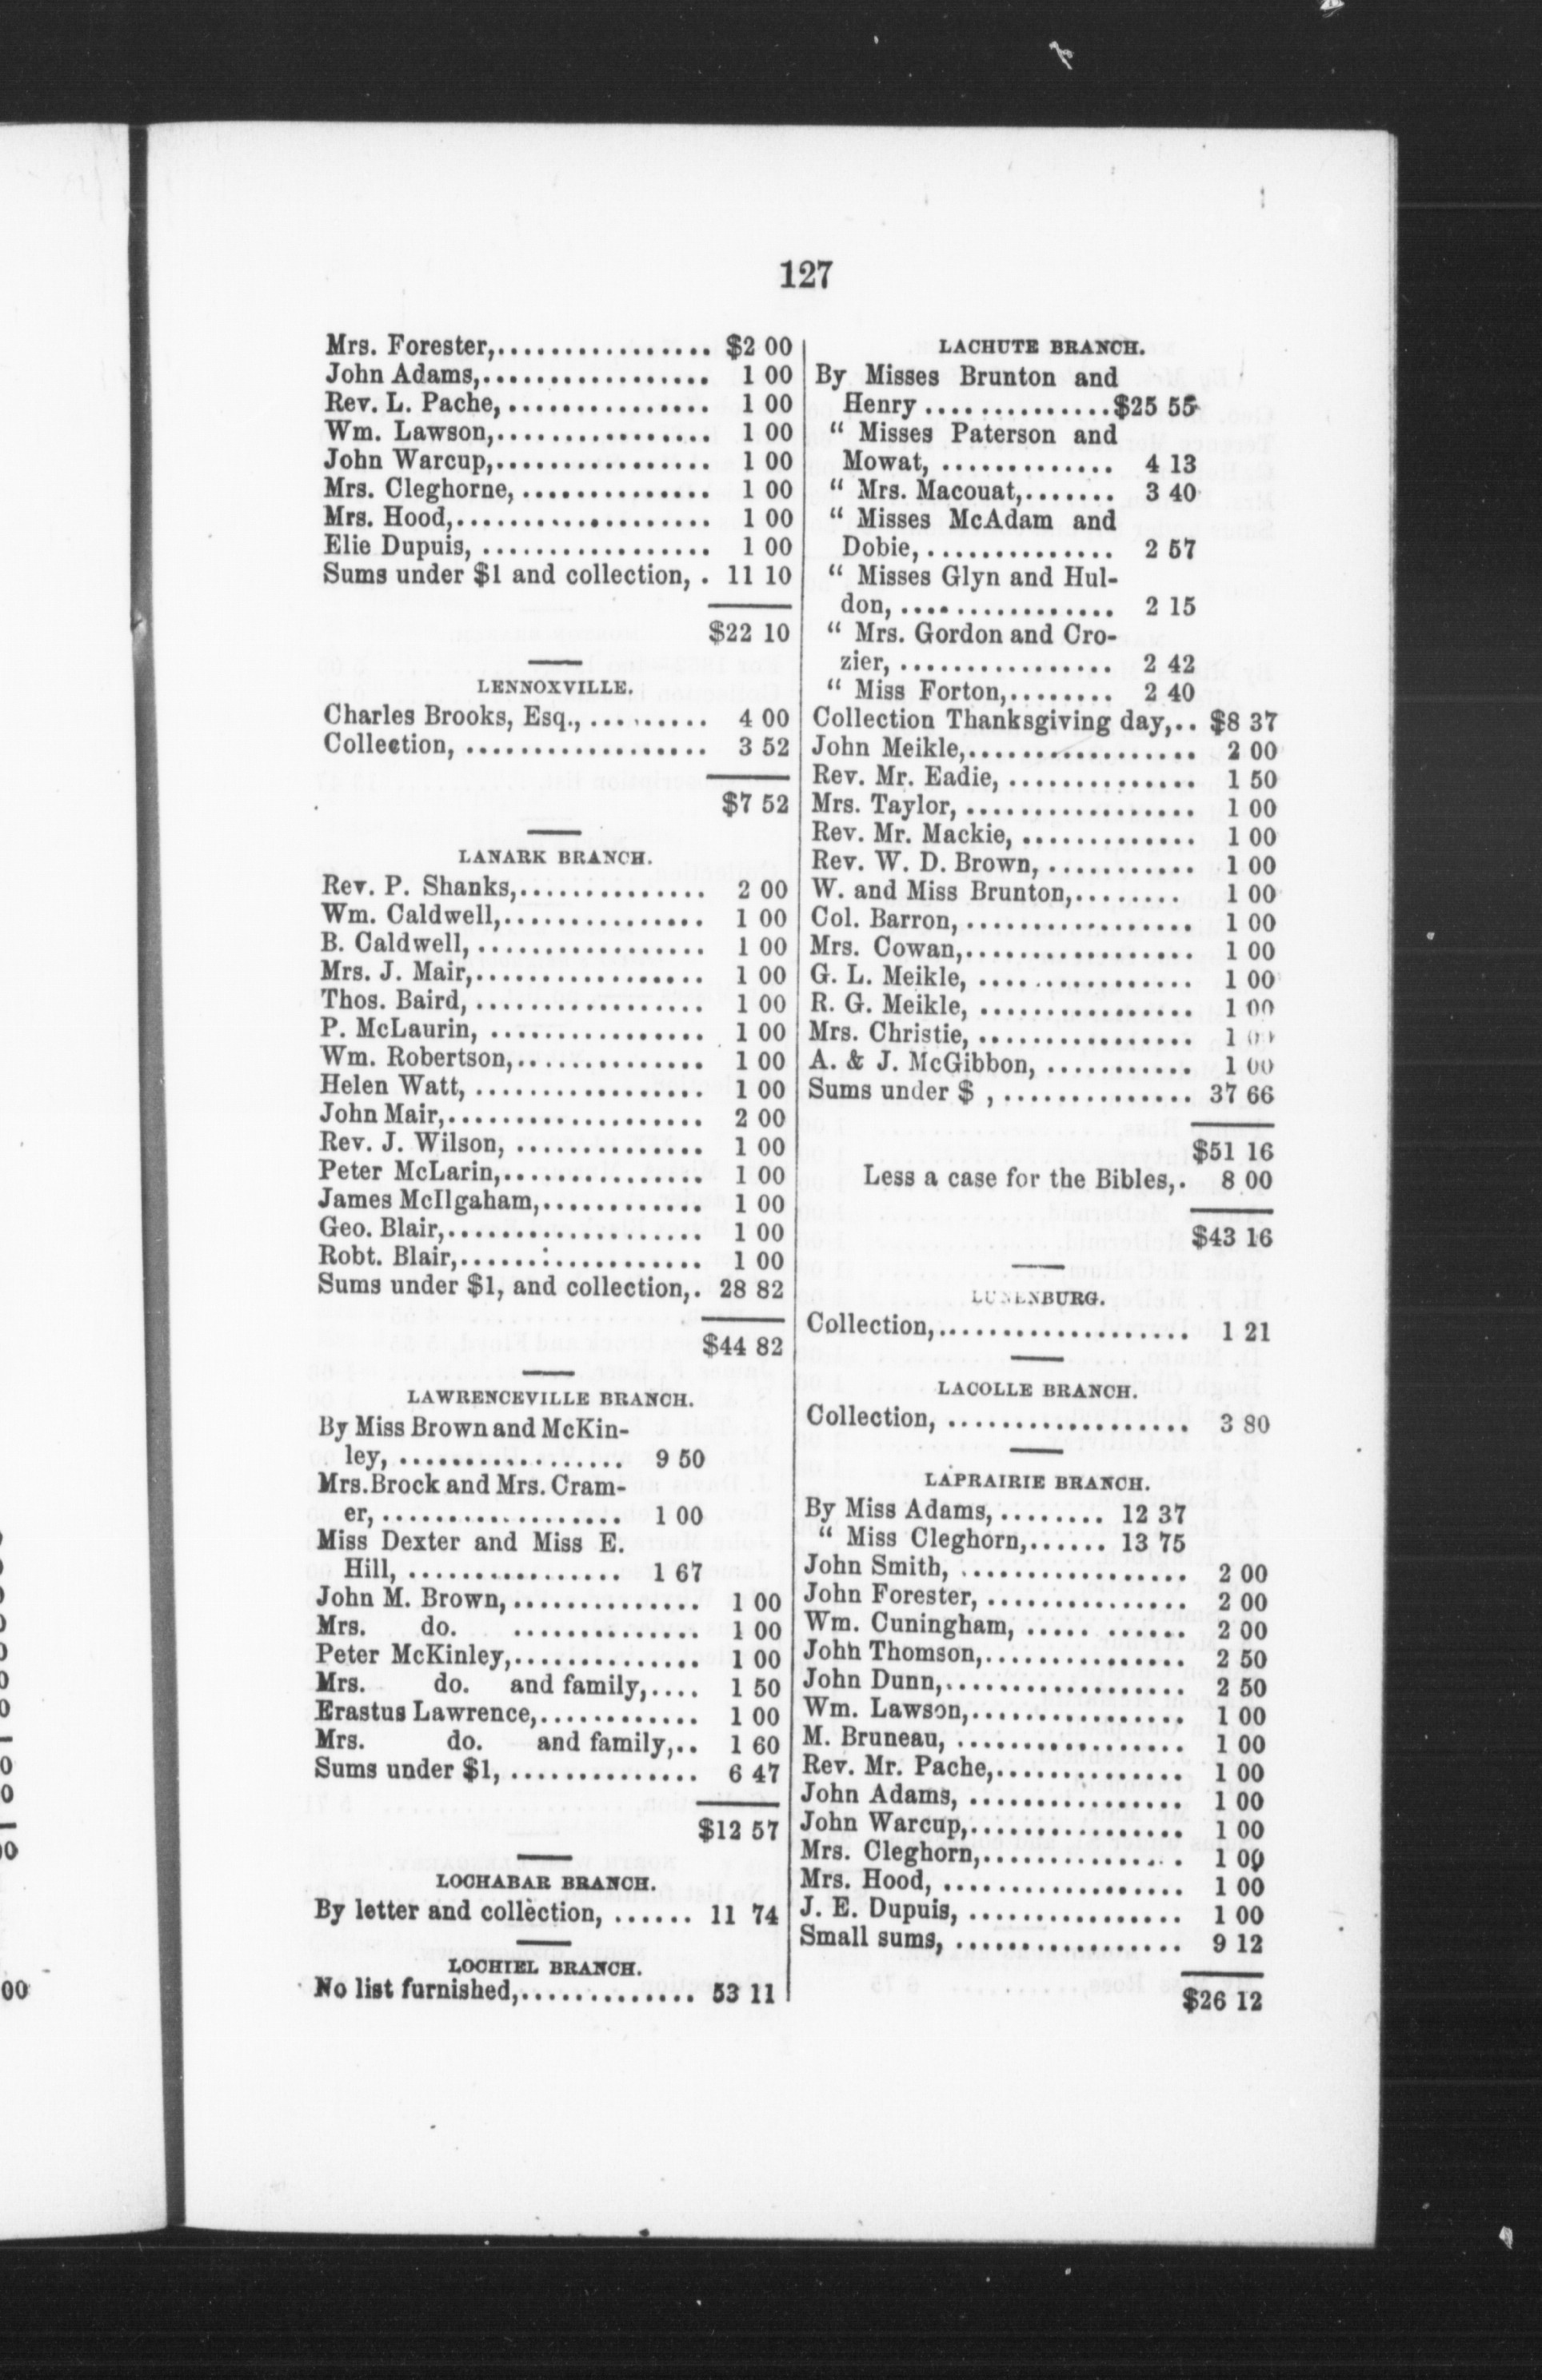 127
Mrs. Forester,................ $2 00
John Adams,................. 1 00
Rev. L. Pache, ............... 1 00
Wm. Lawson,................ 1 00
John Warcup,................ 1 00
Mrs. Cleghorne, .............. 1 00
Mrs. Hood,................... 1 00
Elie Dupuis, ................. 1 00
Sums under $1 and collection, . 11 10
$22 10
LENNOXVILLE.
Charles Brooks, Esq., ......... 4 00
Collection, .................. 3 52
$7 52
LANARK BRANCH.
Rev. P. Shanks,.............. 2 00
Wm. Caldwell,............... 1 00
B. Caldwell, ................. 1 00
Mrs. J. Mair,................. 1 00
Thos. Baird, ................. 1 00
P. McLaurin, ................ 1 00
Wm. Robertson,.............. 1 00
Helen Watt, ................. 1 00
John Mair,................... 2 00
Rev. J. Wilson, .............. 1 00
Peter McLarin,............... 1 00
James McIlgaham,............ 1 00
Geo. Blair,................... 1 00
Robt. Blair,.................. 1 00
Sums under $1, and collection,. 28 82
$44 82
LAWRENCEVILLE BRANCH.
By Miss Brown and McKin-
ley, ................. 9 50
Mrs. Brock and Mrs. Cram-
er, .................. 1 00
Miss Dexter and Miss E.
Hill, ................ 1 67
John M. Brown, .............. 1 00
Mrs. do. .............. 1 00
Peter McKinley,.............. 1 00
Mrs. do. and family,.... 1 50
Erastus Lawrence,............ 1 00
Mrs. do. and family,.. 1 60
Sums under $1, .............. 6 47
$12 57
LOCHABAR BRANCH.
By letter and collection, ...... 11 74
LOCHIEL BRANCH.
No list furnished,............. 53 11
LACHUTE BRANCH.
By Misses Brunton and
Henry ..............$25 55
“ Misses Paterson and
Mowat, ............. 4 13
“ Mrs. Macouat,....... 3 40
“ Misses McAdam and
Dobie, .............. 2 57
“ Misses Glyn and Hul-
don, ................ 2 15
“ Mrs. Gordon and Cro-
zier, ................ 2 42
“ Miss Forton,........ 2 40
Collection Thanksgiving day,.. $8 37
John Meikle,................. 2 00
Rev. Mr. Eadie, .............. 1 50
Mrs. Taylor, ................. 1 00
Rev. Mr. Mackie, ............. 1 00
Rev. W. D. Brown, ........... 1 00
W. and Miss Brunton,........ 1 00
Col. Barron, ................. 1 00
Mrs. Cowan,................. 1 00
G. L. Meikle, ................ 1 00
R. G. Meikle, ................ 1 00
Mrs. Christie, ................ 1 00
A. & J. McGibbon, ........... 1 00
Sums under $ , .............. 37 66
$51 16
Less a case for the Bibles,. 8 00
$43 16
LUNENBURG.
Collection,................... 1 21
LACOLLE BRANCH.
Collection, .................. 3 80
LAPRAIRIE BRANCH.
By Miss Adams, ........ 12 37
“ Miss Cleghorn,...... 13 75
John Smith, ................. 2 00
John Forester, ............... 2 00
Wm. Cuningham, ..... ...... 2 00
John Thomson,............... 2 50
John Dunn,.................. 2 50
Wm. Lawson,................ 1 00
M. Bruneau, ................. 1 00
Rev. Mr. Pache,.............. 1 00
John Adams, ................ 1 00
John Warcup,................ 1 00
Mrs. Cleghorn,............... 1 00
Mrs. Hood, .................. 1 00
J. E. Dupuis, ................ 1 00
Small sums, ................. 9 12
$26 12